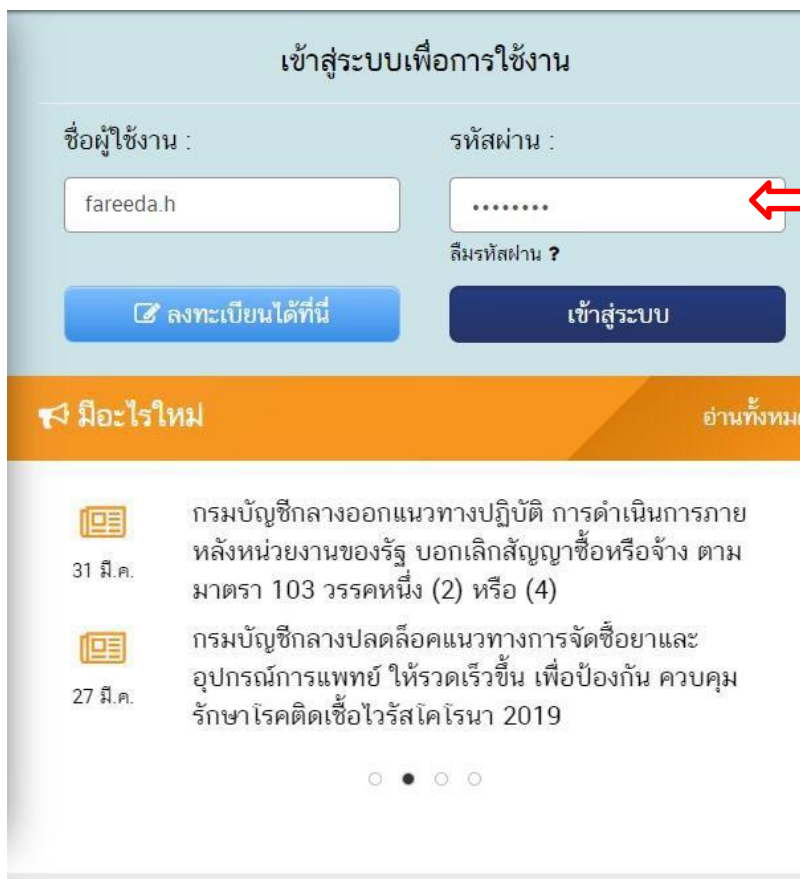 เข้าสู่ระบบเพื่อการใช้งาน
ชื่อผู้ใช้งาน :
รหัสผ่าน :
fareeda.h
••••••••
ลืมรหัสผ่าน ?
ลงทะเบียนได้ที่นี่
เข้าสู่ระบบ
มีอะไรใหม่
อ่านทั้งหมด
กรมบัญชีกลางออกแนวทางปฏิบัติ การดำเนินการภาย
หลังหน่วยงานของรัฐ บอกเลิกสัญญาซื้อหรือจ้าง ตาม
31 มี.ค.
มาตรา 103 วรรคหนึ่ง (2) หรือ (4)
กรมบัญชีกลางปลดล็อคแนวทางการจัดซื้อยาและ
อุปกรณ์การแพทย์ ให้รวดเร็วขึ้น เพื่อป้องกัน ควบคุม
27 มี.ค.
รักษาโรคติดเชื้อไวรัสโคโรนา 2019